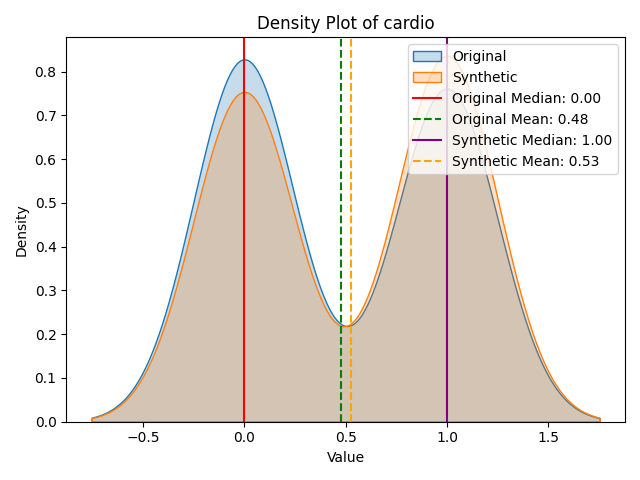 Density Plot of cardio
Original
Synthetic
Original Median: 0.00
Original Mean: 0.48
Synthetic Median: 1.00
Synthetic Mean: 0.53
Density
0.8
0.7
0.6
0.5
0.4
0.3
0.2
0.1
0.0
−0.5
0.0
0.5
1.0
1.5
Value